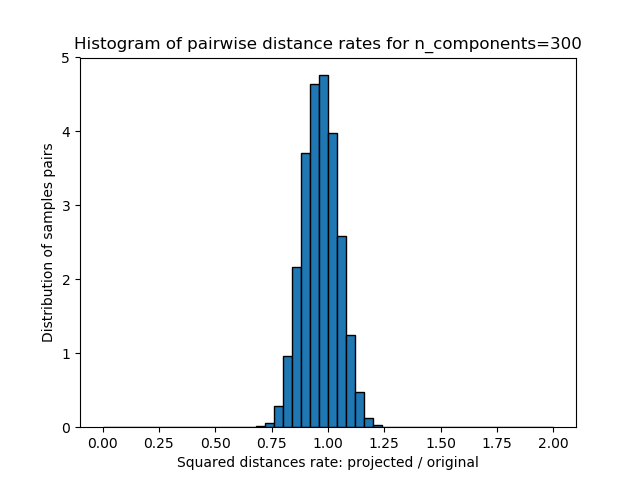 Histogram of pairwise distance rates for n_components=300
5
4
3
2
1
0
Distribution of samples pairs
0.00 0.25 0.50 0.75 1.00 1.25 1.50 1.75 2.00
Squared distances rate: projected / original